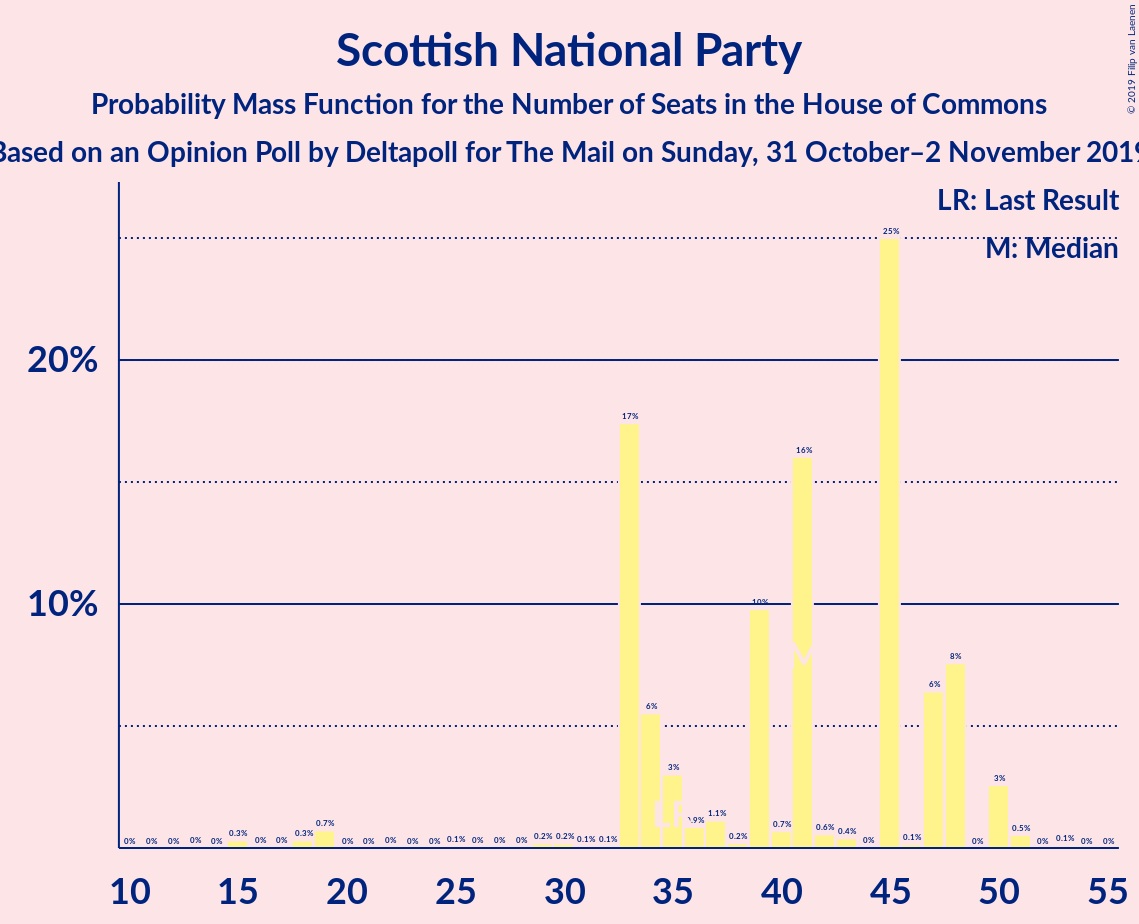 Scottish National Party
Probability Mass Function for the Number of Seats in the House of Commons
Based on an Opinion Poll by Deltapoll for The Mail on Sunday, 31 October–2 November 2019
© 2019 Filip van Laenen
LR: Last Result
M: Median
25%
20%
17%
16%
10%
10%
8%
6%
6%
M
3%
3%
LR
0% 0% 0% 0% 0% 0.3% 0% 0% 0.3% 0.7% 0% 0% 0% 0% 0% 0.1% 0% 0% 0% 0.2% 0.2% 0.1% 0.1% 0.9% 1.1% 0.2% 0.7% 0.6% 0.4% 0% 0.1% 0% 0.5% 0% 0.1% 0% 0%
10 15 20 25 30 35 40 45 50 55